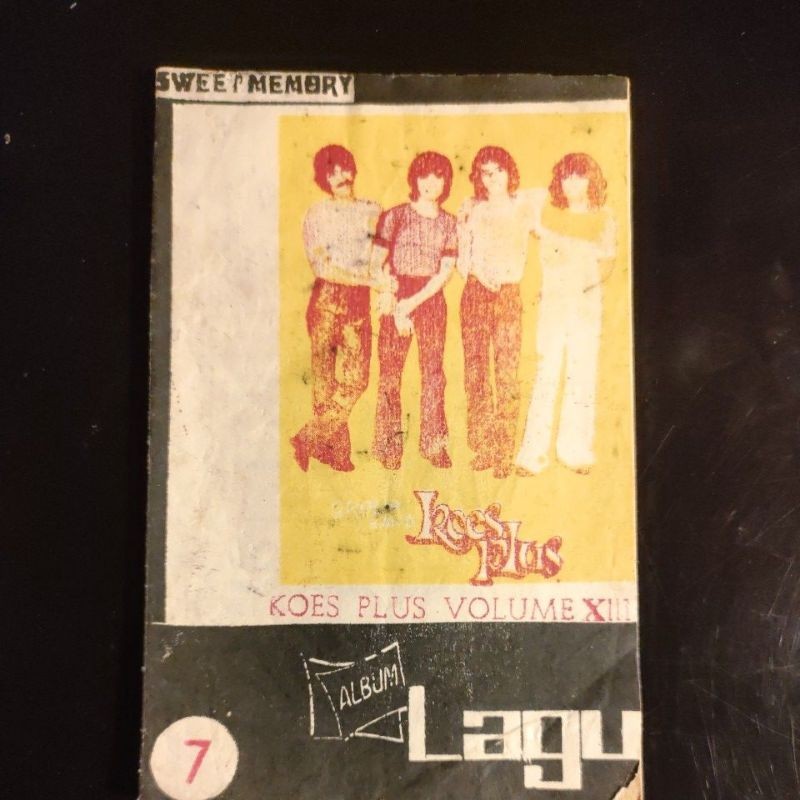 SWEET MEMORY
Koes
Plus
KOES PLUS VOLUME XIII
ALBUM
Lagu
7